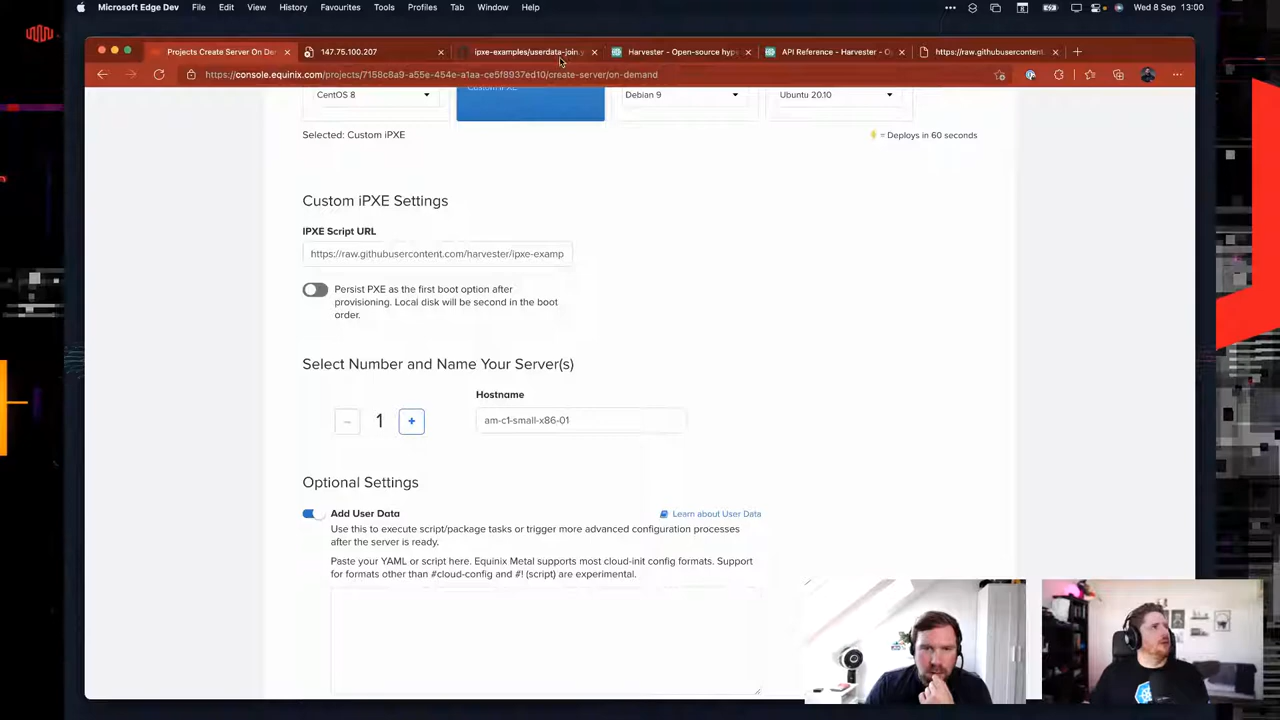 Microsoft Edge Dev File Edit View History Favourites Tools Profiles Tab Window Help
Wed 8 Sep 13:00
Projects Create Server On Der
147.75.100.207
ipxe-examples/userdata-join.y
Harvester - Open-source hype
API Reference - Harvester - O
https://raw.githubusercontent.
https://console.equinix.com/projects/7158c8a9-a55e-454e-a1aa-ce5f8937ed10/create-server/on-demand
CentOS 8
Custom iPXE
Debian 9
Ubuntu 20.10
Selected: Custom iPXE
= Deploys in 60 seconds
Custom iPXE Settings
IPXE Script URL
https://raw.githubusercontent.com/harvester/ipxe-examp
Persist PXE as the first boot option after
provisioning. Local disk will be second in the boot
order.
Select Number and Name Your Server(s)
Hostname
1
am-c1-small-x86-01
Optional Settings
Add User Data
Learn about User Data
Use this to execute script/package tasks or trigger more advanced configuration processes
after the server is ready.
Paste your YAML or script here. Equinix Metal supports most cloud-init config formats. Support
for formats other than #cloud-config and #! (script) are experimental.